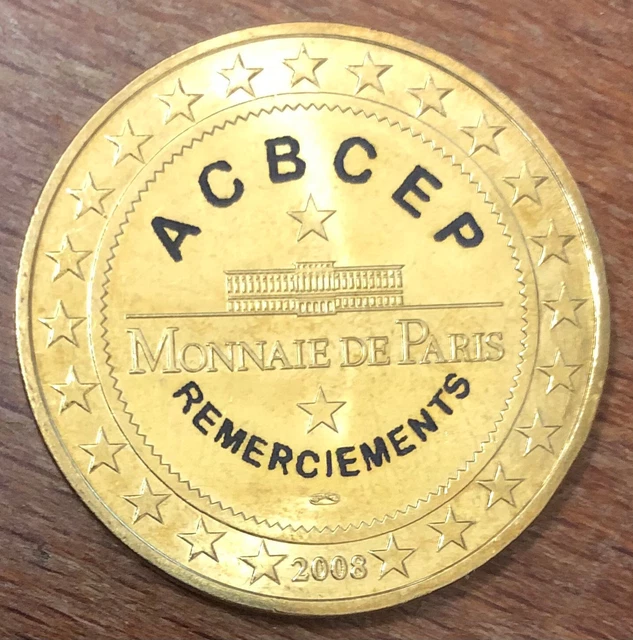 ACBCEP
MONNAIE DE PARIS
REMERCIEMENTS
2008